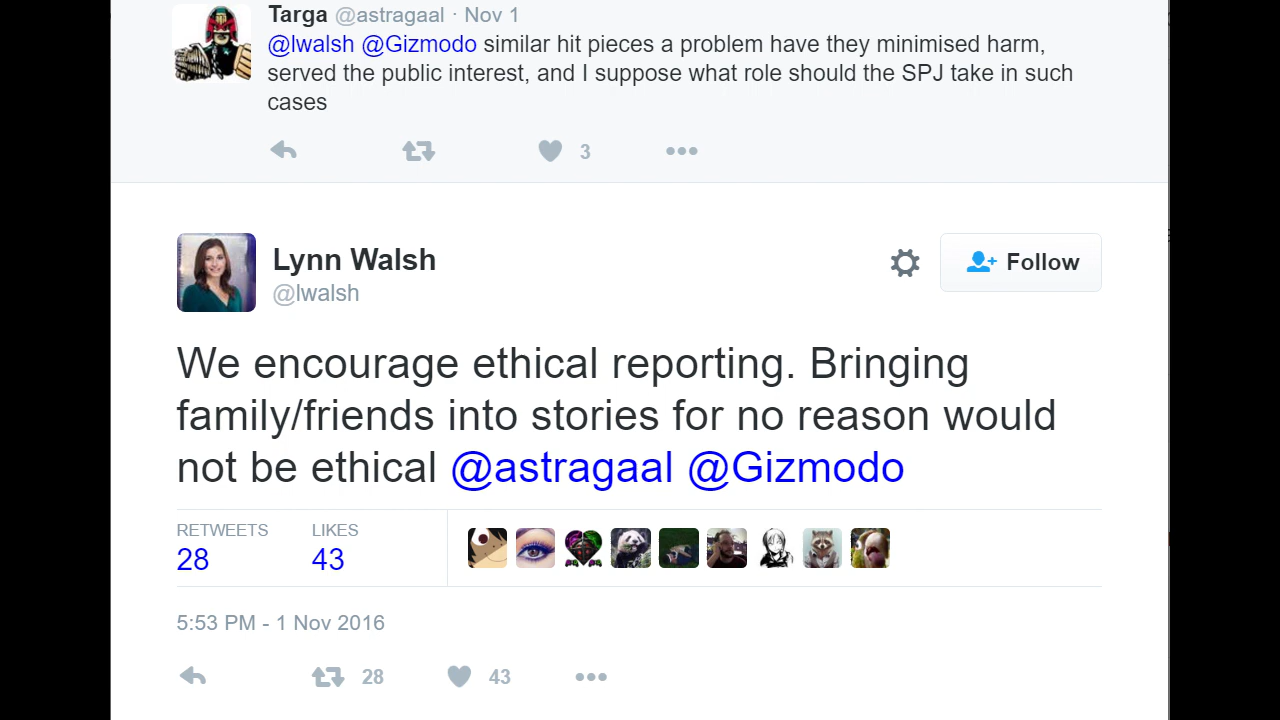 Targa @astragaal · Nov 1
@lwalsh @Gizmodo similar hit pieces a problem have they minimised harm,
served the public interest, and I suppose what role should the SPJ take in such
cases
3
Lynn Walsh
@lwalsh
Follow
We encourage ethical reporting. Bringing
family/friends into stories for no reason would
not be ethical @astragaal @Gizmodo
RETWEETS LIKES
28 43
5:53 PM - 1 Nov 2016
28 43